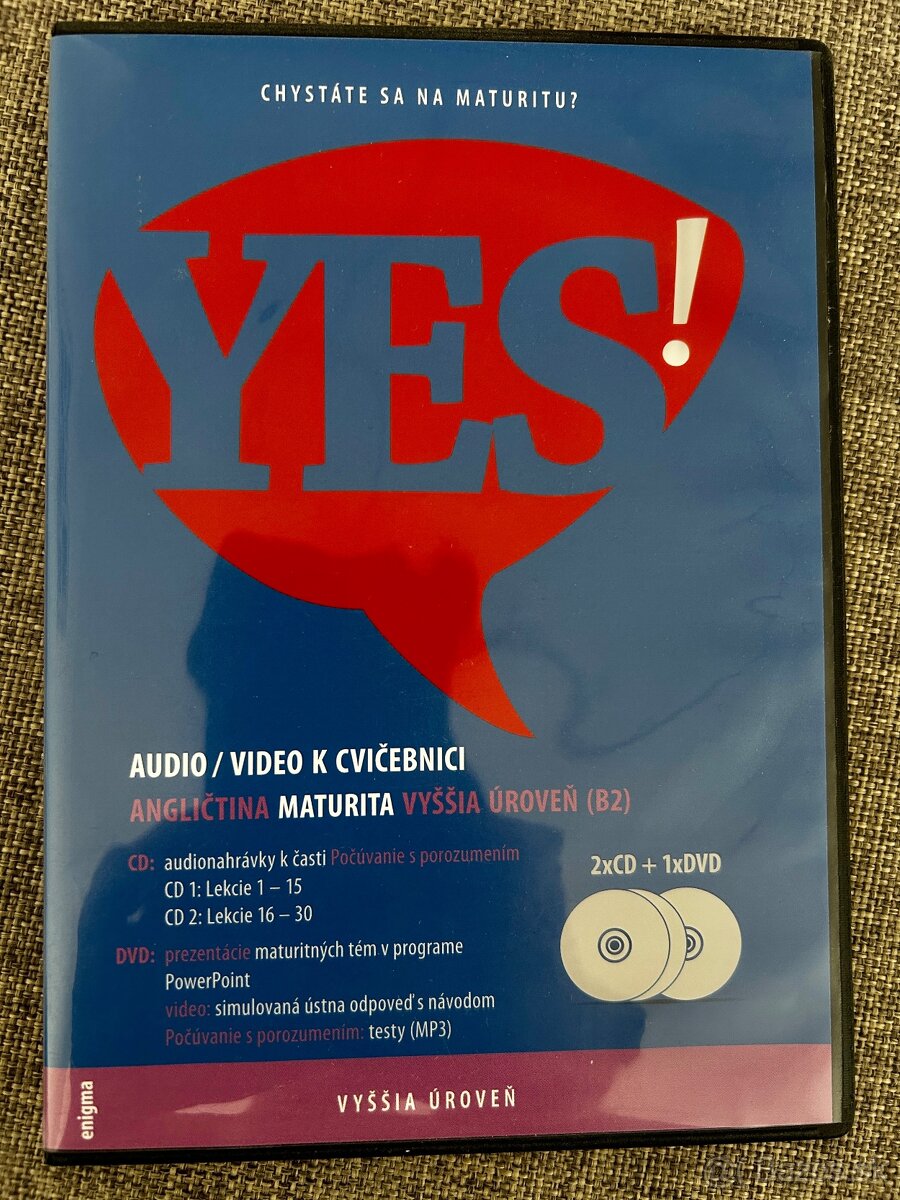 CHYSTÁTE SA NA MATURITU?
YES!
AUDIO / VIDEO K CVIČEBNICI
ANGLIČTINA MATURITA VYŠŠIA ÚROVEŇ (B2)
CD: audionahrávky k časti Počúvanie s porozumením
CD 1: Lekcie 1 – 15
CD 2: Lekcie 16 – 30
2xCD + 1xDVD
DVD: prezentácie maturitných tém v programe
PowerPoint
video: simulovaná ústna odpoveď s návodom
Počúvanie s porozumením: testy (MP3)
enigma
VYŠŠIA ÚROVEŇ